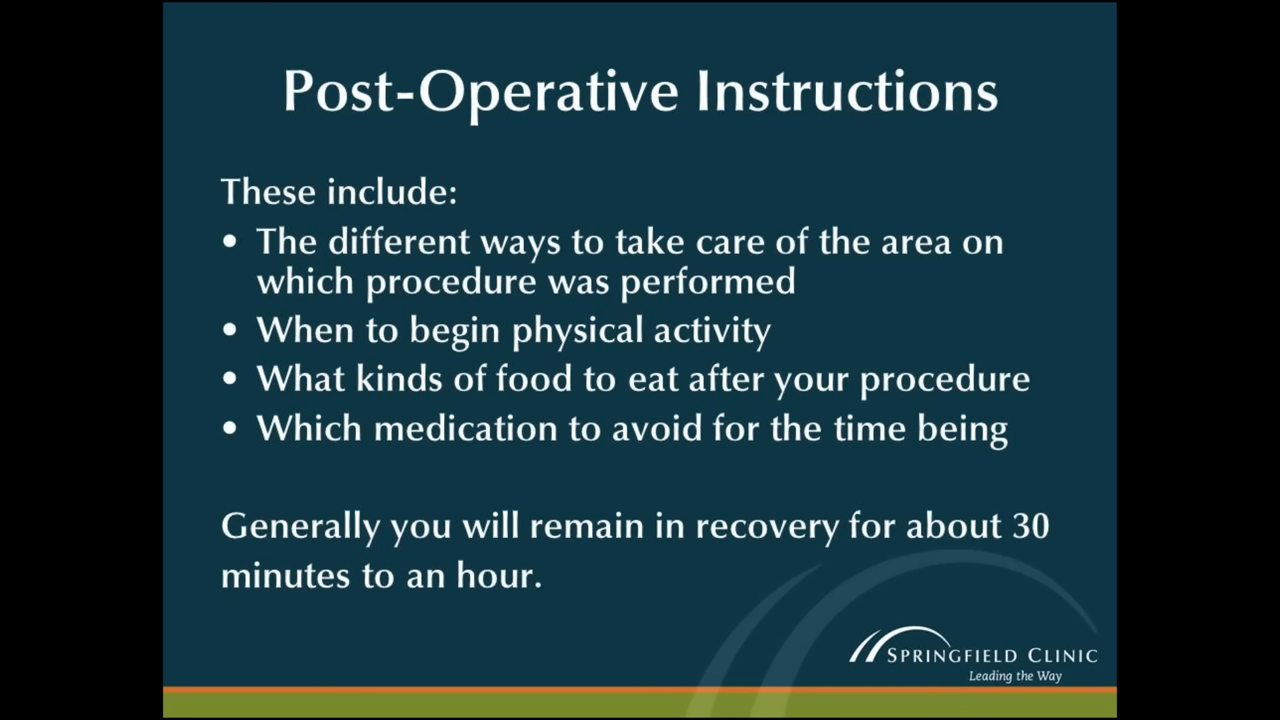 Post-Operative Instructions
These include:
• The different ways to take care of the area on
which procedure was performed
• When to begin physical activity
• What kinds of food to eat after your procedure
• Which medication to avoid for the time being
Generally you will remain in recovery for about 30
minutes to an hour.
SPRINGFIELD CLINIC
Leading the Way